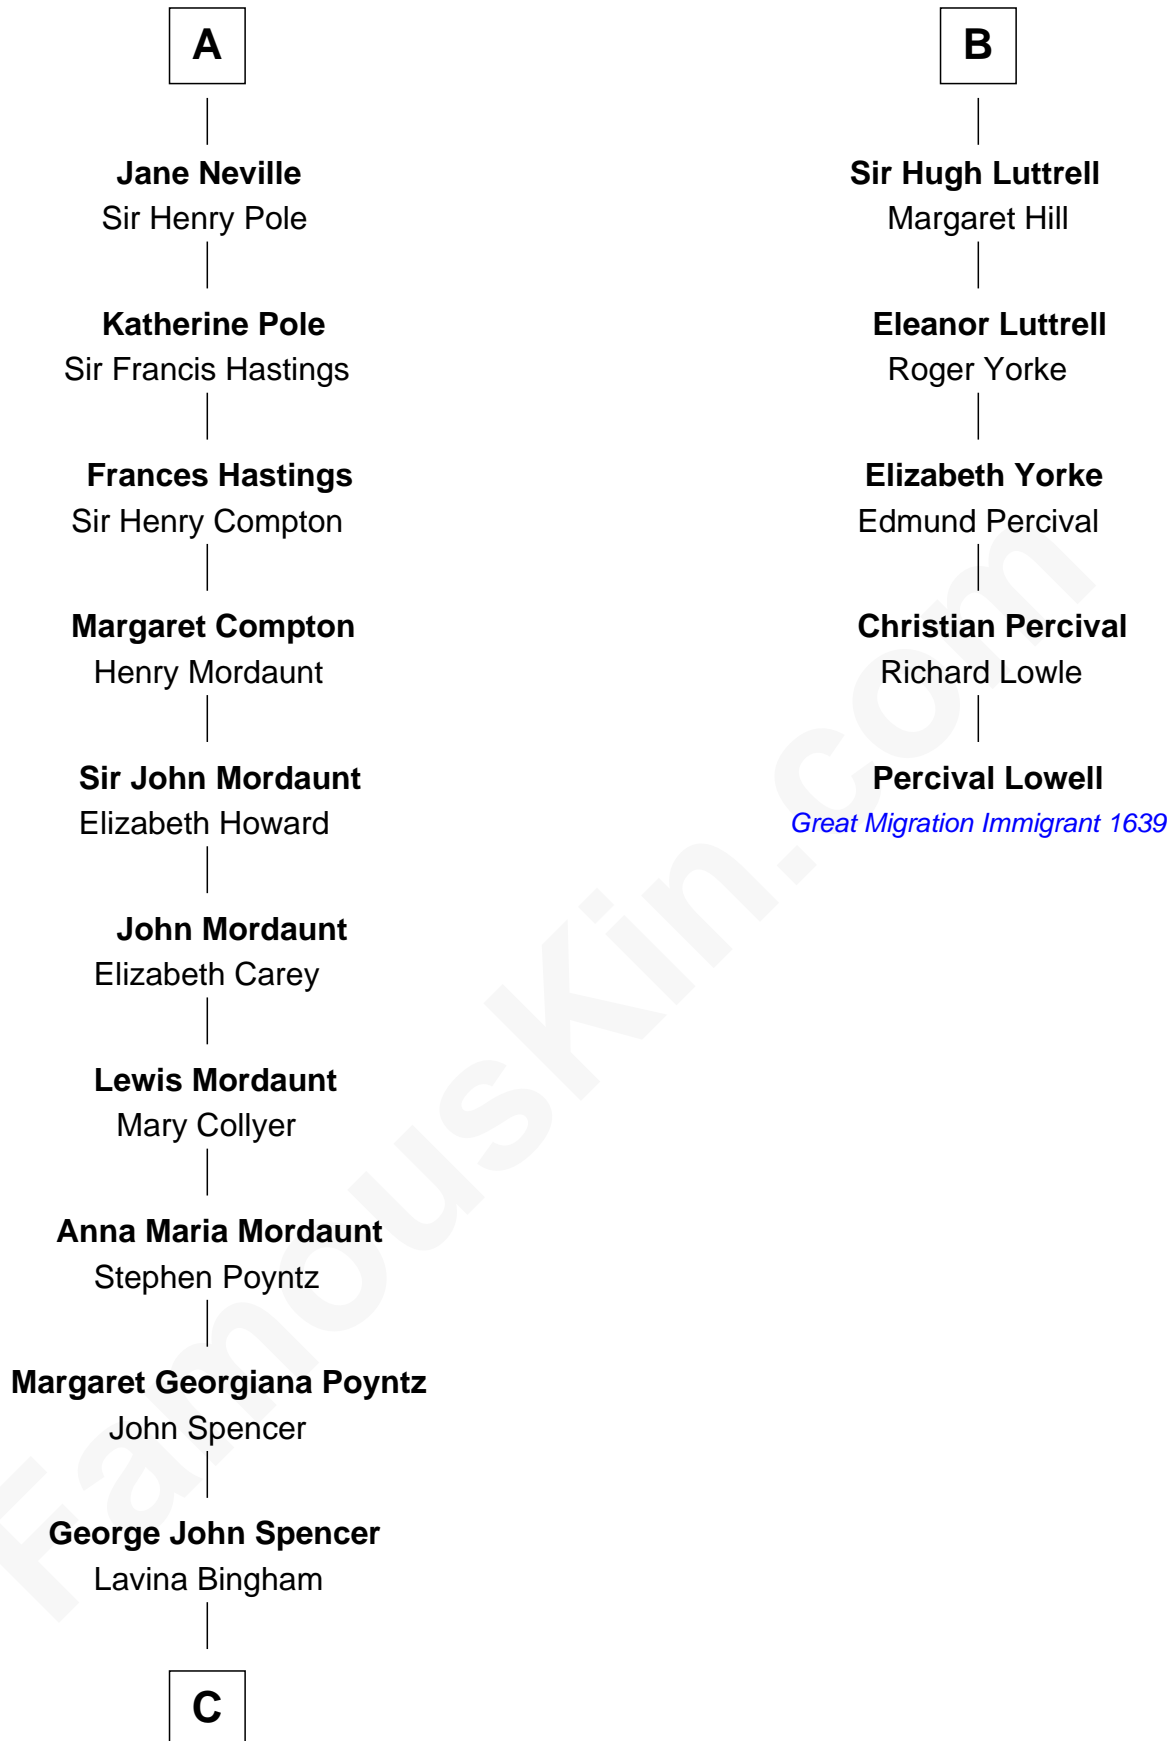 A
Jane Neville
Sir Henry Pole
Katherine Pole
Sir Francis Hastings
Frances Hastings
Sir Henry Compton
Margaret Compton
Henry Mordaunt
Sir John Mordaunt
Elizabeth Howard
John Mordaunt
Elizabeth Carey
Lewis Mordaunt
Mary Collyer
Anna Maria Mordaunt
Stephen Poyntz
Margaret Georgiana Poyntz
John Spencer
George John Spencer
Lavina Bingham
C
B
Sir Hugh Luttrell
Margaret Hill
Eleanor Luttrell
Roger Yorke
Elizabeth Yorke
Edmund Percival
Christian Percival
Richard Lowle
Percival Lowell
Great Migration Immigrant 1639
FamousKin.com